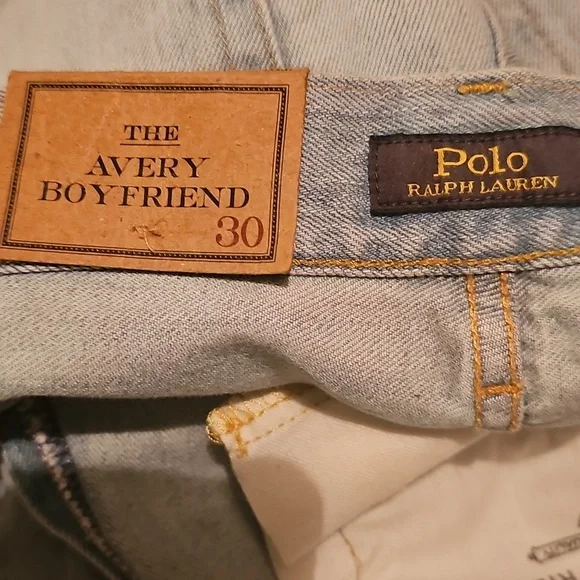 THE
AVERY
BOYFRIEND
30
Polo
RALPH LAUREN